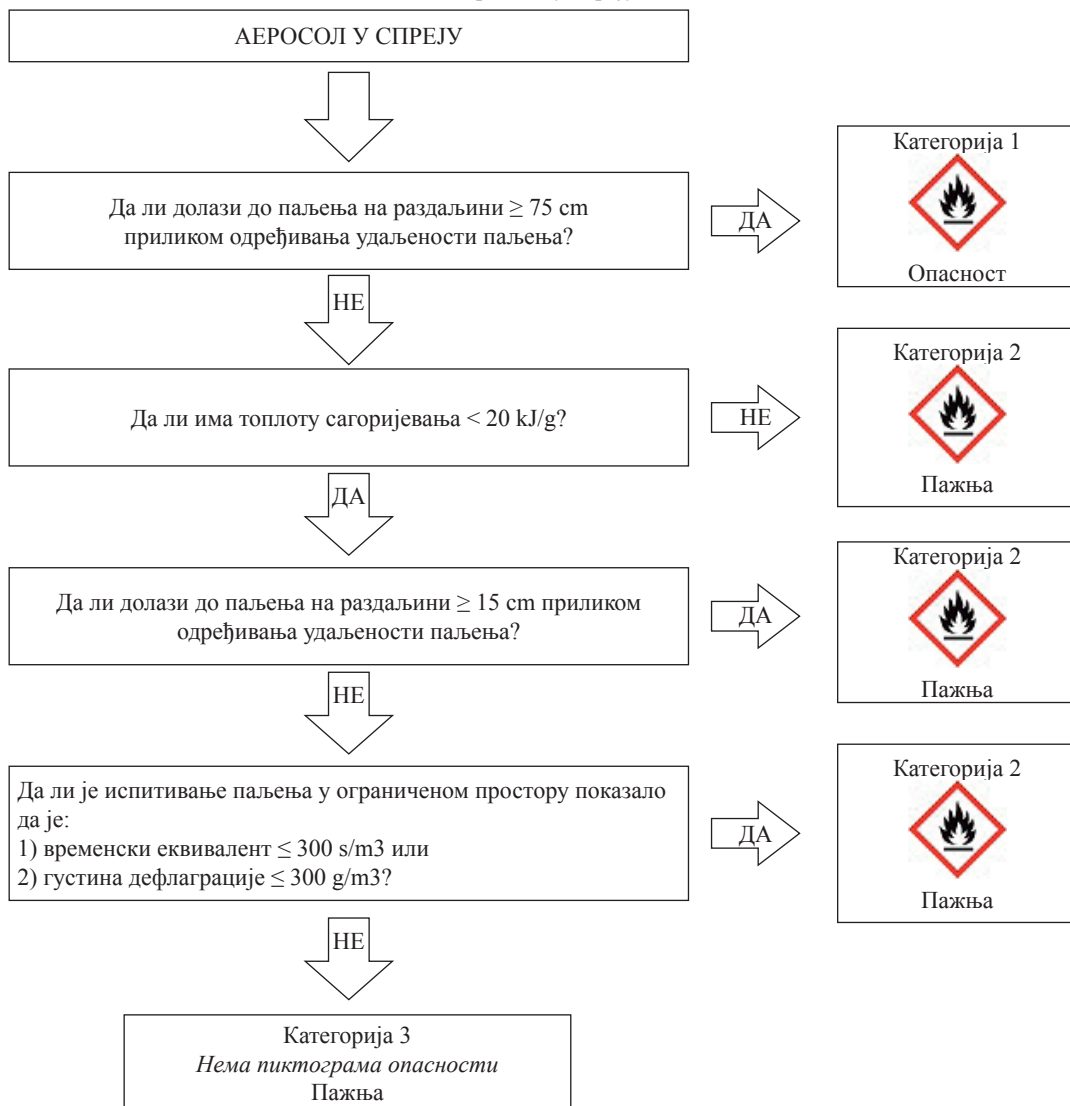 АЕРОСОЛ У СПРЕЈУ
Да ли долази до паљења на раздаљини ≥ 75 cm
приликом одређивања удаљености паљења?
ДА
Категорија 1
Опасност
НЕ
Да ли има топлоту сагоријевања < 20 kJ/g?
НЕ
Категорија 2
Пажња
ДА
Да ли долази до паљења на раздаљини ≥ 15 cm приликом
одређивања удаљености паљења?
ДА
Категорија 2
Пажња
НЕ
Да ли је испитивање паљења у ограниченом простору показало
да је:
1) временски еквивалент ≤ 300 s/m3 или
2) густина дефлаграције ≤ 300 g/m3?
ДА
Категорија 2
Пажња
НЕ
Категорија 3
Нема пиктограма опасности
Пажња